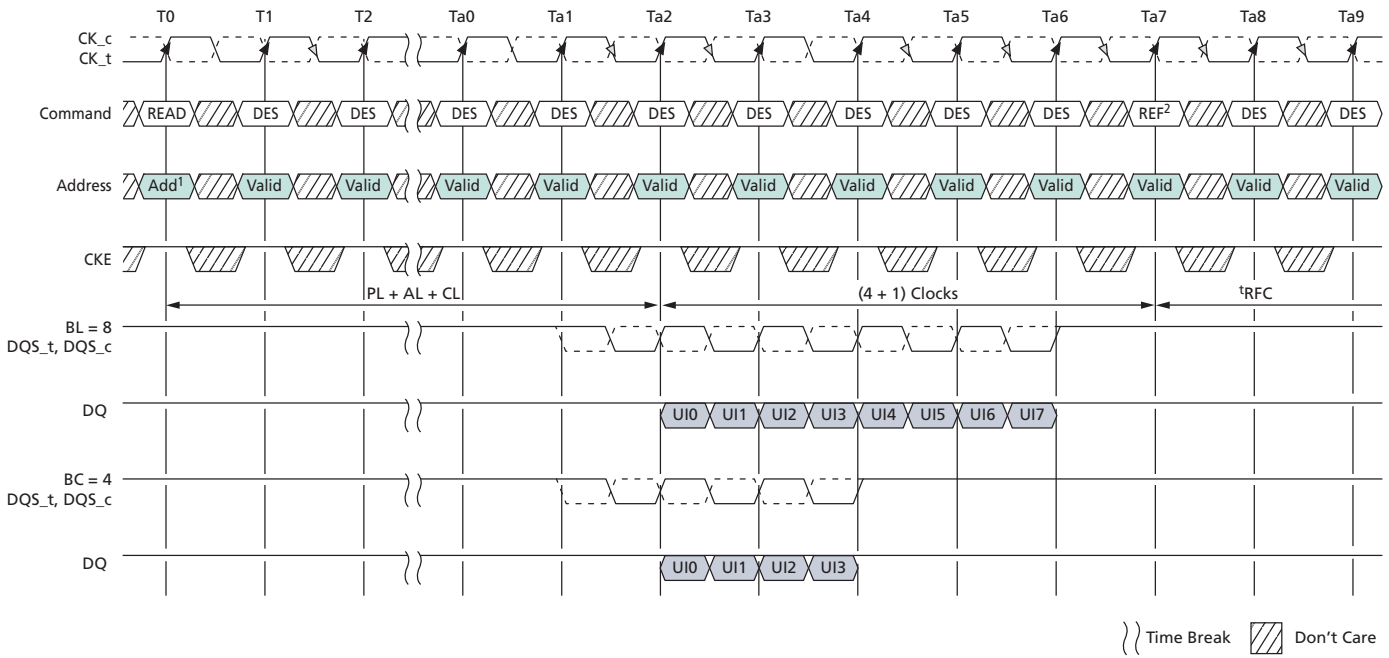 T0 T1 T2 Ta0 Ta1 Ta2 Ta3 Ta4 Ta5 Ta6 Ta7 Ta8 Ta9
CK_c
CK_t
Command READ DES DES DES DES DES DES DES DES DES REF² DES DES
Address Add¹ Valid Valid Valid Valid Valid Valid Valid Valid Valid Valid Valid Valid
CKE
PL + AL + CL (4 + 1) Clocks ᵗRFC
BL = 8
DQS_t, DQS_c
DQ UI0 UI1 UI2 UI3 UI4 UI5 UI6 UI7
BC = 4
DQS_t, DQS_c
DQ UI0 UI1 UI2 UI3
Time Break Don't Care